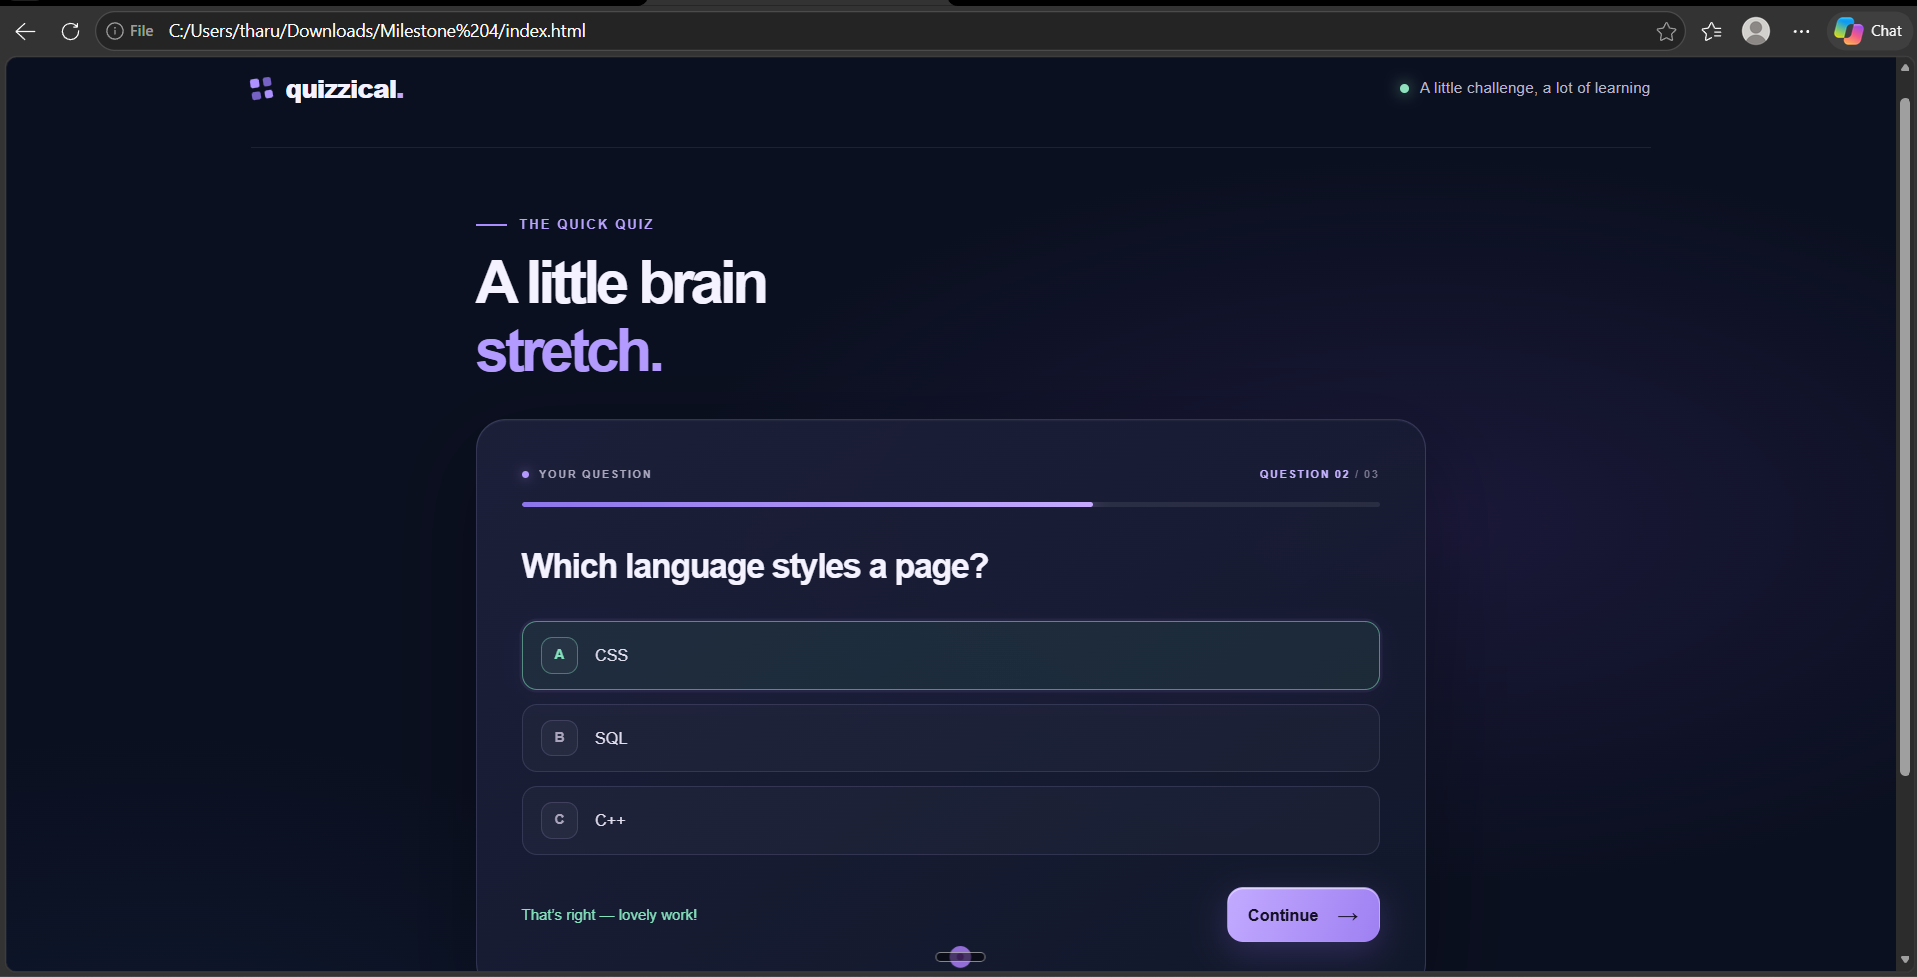 File C:/Users/tharu/Downloads/Milestone%204/index.html
Chat
quizzical.
A little challenge, a lot of learning
THE QUICK QUIZ
A little brain
stretch.
YOUR QUESTION
QUESTION 02 / 03
Which language styles a page?
A CSS
B SQL
C C++
That's right — lovely work!
Continue →